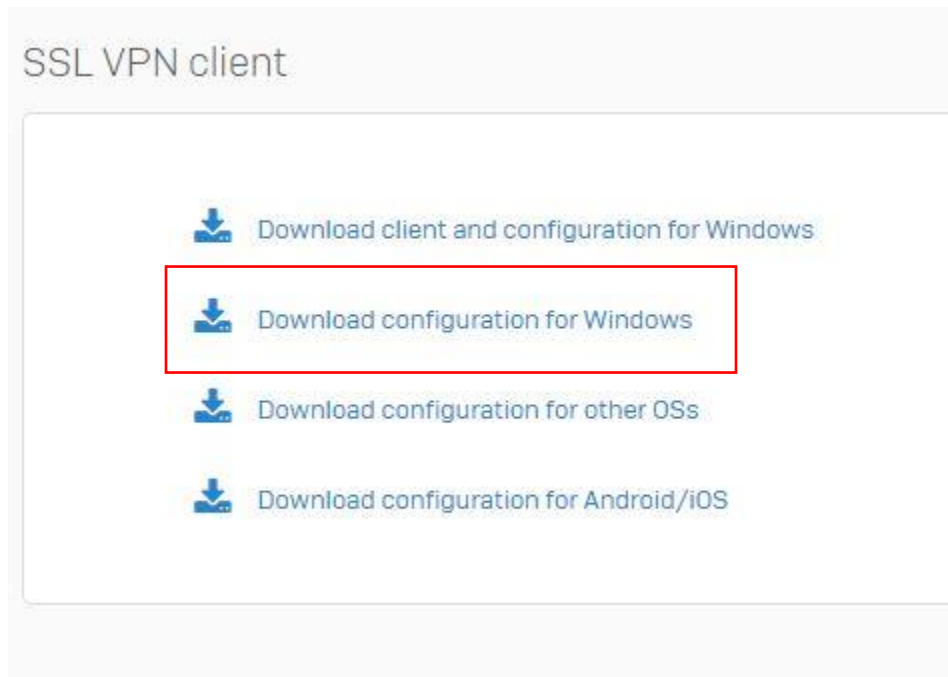 SSL VPN client
Download client and configuration for Windows
Download configuration for Windows
Download configuration for other OSs
Download configuration for Android/iOS